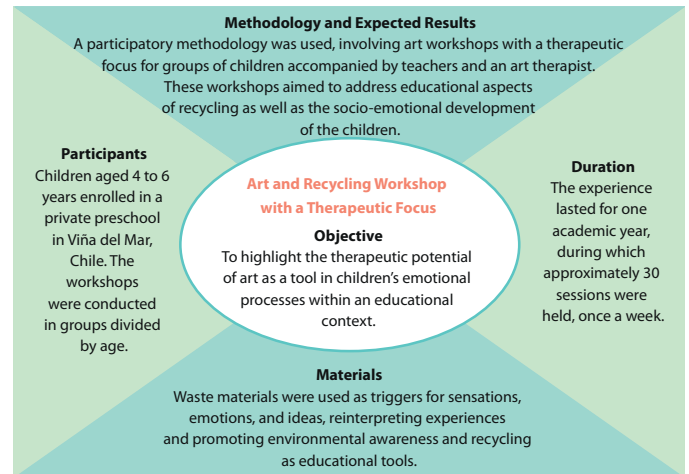 Methodology and Expected Results
A participatory methodology was used, involving art workshops with a therapeutic
focus for groups of children accompanied by teachers and an art therapist.
These workshops aimed to address educational aspects
of recycling as well as the socio-emotional development
of the children.
Participants
Children aged 4 to 6
years enrolled in a
private preschool
in Viña del Mar,
Chile. The
workshops
were conducted
in groups divided
by age.
Art and Recycling Workshop
with a Therapeutic Focus
Objective
To highlight the therapeutic potential
of art as a tool in children’s emotional
processes within an educational
context.
Duration
The experience
lasted for one
academic year,
during which
approximately 30
sessions were
held, once a week.
Materials
Waste materials were used as triggers for sensations,
emotions, and ideas, reinterpreting experiences
and promoting environmental awareness and recycling
as educational tools.